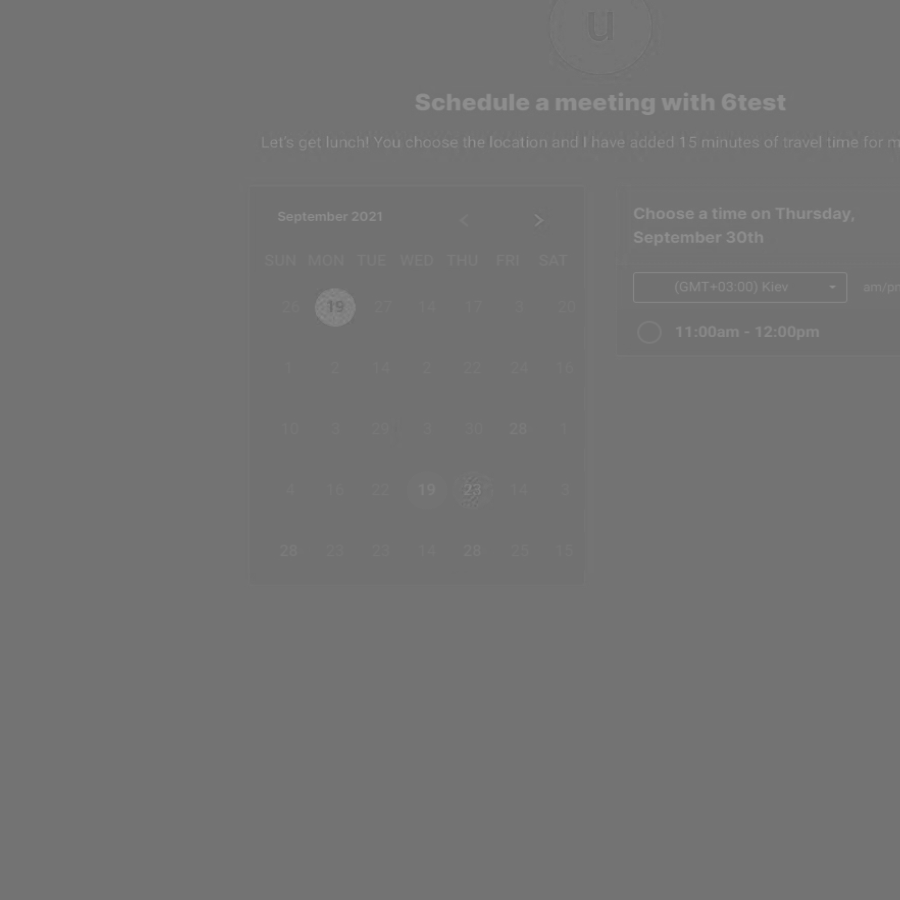 u
Schedule a meeting with 6test
Let's get lunch! You choose the location and I have added 15 minutes of travel time for m
September 2021
SUN MON TUE WED THU FRI SAT
26 19 27 14 17 3 20
1 2 14 2 22 24 16
10 3 29 3 30 28 1
4 16 22 19 23 14 3
28 23 23 14 28 25 16
Choose a time on Thursday,
September 30th
(GMT+03:00) Kiev am/pm
11:00am - 12:00pm